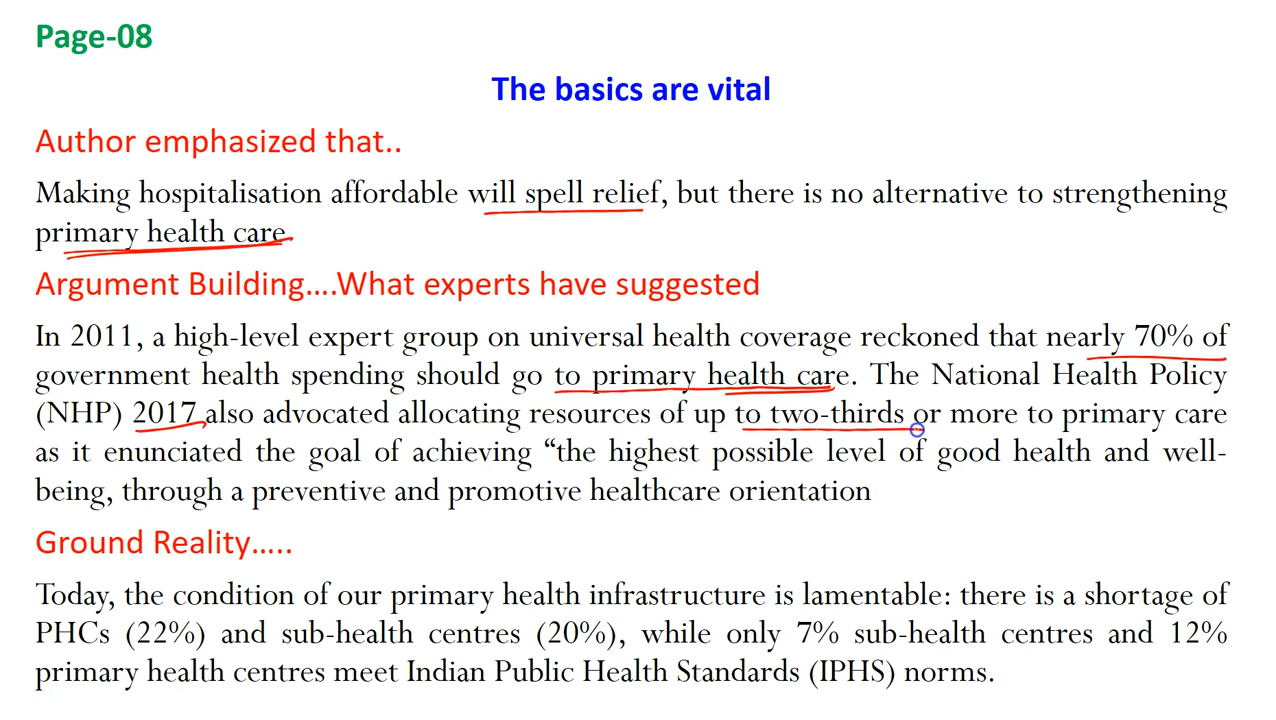 Page-08
The basics are vital
Author emphasized that..
Making hospitalisation affordable will spell relief, but there is no alternative to strengthening
primary health care.
Argument Building....What experts have suggested
In 2011, a high-level expert group on universal health coverage reckoned that nearly 70% of
government health spending should go to primary health care. The National Health Policy
(NHP) 2017 also advocated allocating resources of up to two-thirds or more to primary care
as it enunciated the goal of achieving “the highest possible level of good health and well-
being, through a preventive and promotive healthcare orientation
Ground Reality.....
Today, the condition of our primary health infrastructure is lamentable: there is a shortage of
PHCs (22%) and sub-health centres (20%), while only 7% sub-health centres and 12%
primary health centres meet Indian Public Health Standards (IPHS) norms.